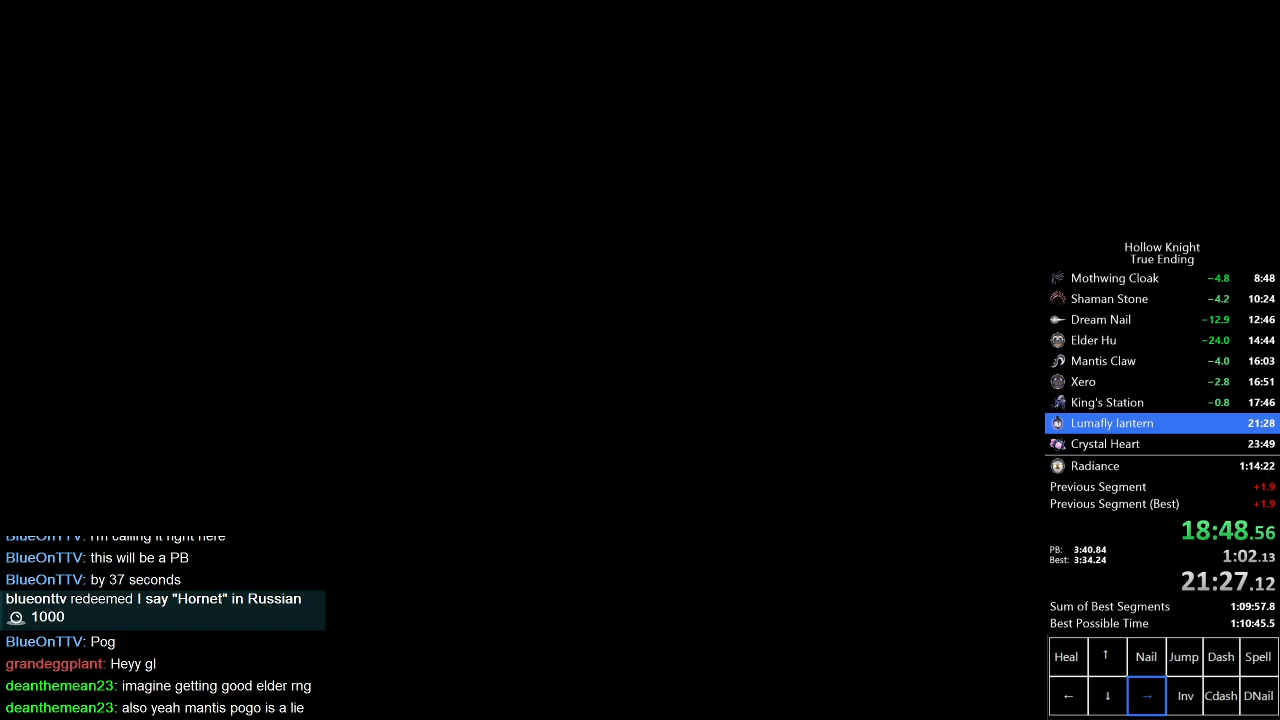 Hollow Knight
True Ending
Mothwing Cloak −4.8 8:48
Shaman Stone −4.2 10:24
Dream Nail −12.9 12:46
Elder Hu −24.0 14:44
Mantis Claw −4.0 16:03
Xero −2.8 16:51
King's Station −0.8 17:46
Lumafly lantern 21:28
Crystal Heart 23:49
Radiance 1:14:22
Previous Segment +1.9
Previous Segment (Best) +1.9
18:48.56
PB: 3:40.84
Best: 3:34.24
1:02.13
21:27.12
Sum of Best Segments 1:09:57.8
Best Possible Time 1:10:45.5
Heal ↑ Nail Jump Dash Spell
← ↓ → Inv Cdash DNail
BlueOnTTV: I'm calling it right here
BlueOnTTV: this will be a PB
BlueOnTTV: by 37 seconds
blueonttv redeemed I say "Hornet" in Russian
1000
BlueOnTTV: Pog
grandeggplant: Heyy gl
deanthemean23: imagine getting good elder rng
deanthemean23: also yeah mantis pogo is a lie